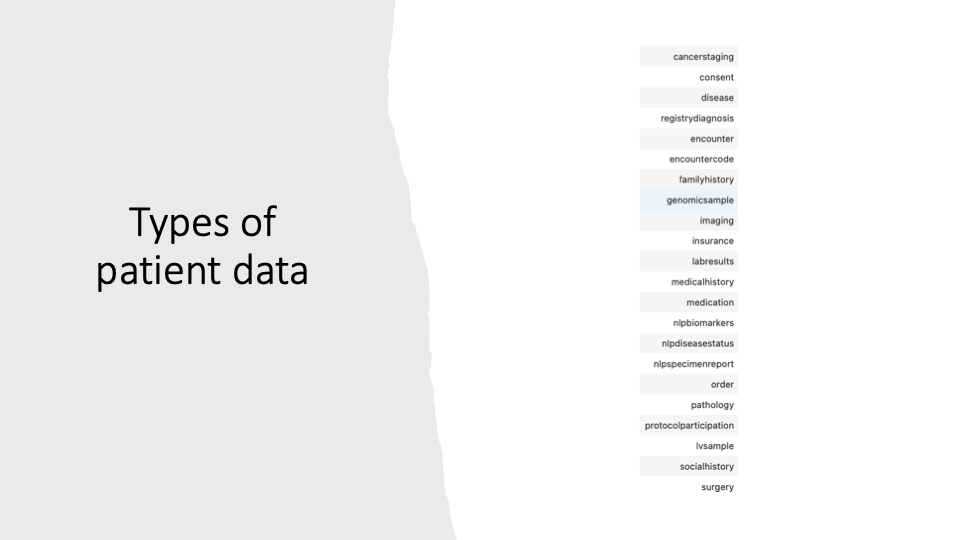 Types of
patient data
cancerstaging
consent
disease
registrydiagnosis
encounter
encountercode
familyhistory
genomicsample
imaging
insurance
labresults
medicalhistory
medication
nlpbiomarkers
nlpdiseasestatus
nlpspecimenreport
order
pathology
protocolparticipation
lvsample
socialhistory
surgery